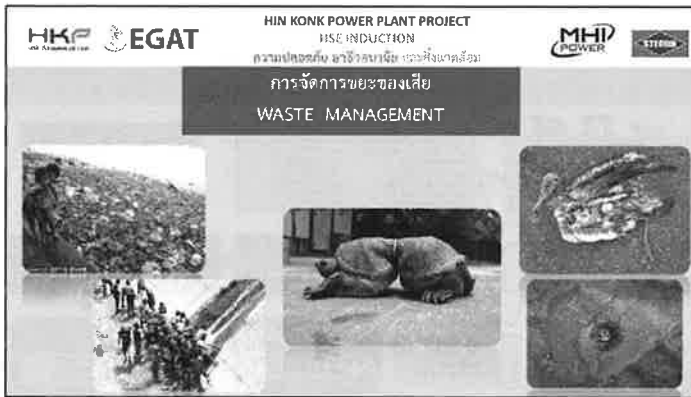 HKP
EGAT
HIN KONK POWER PLANT PROJECT
HSE INDUCTION
ความปลอดภัย อาชีวอนามัย และสิ่งแวดล้อม
MHI
POWER
การจัดการขยะของเสีย
WASTE MANAGEMENT